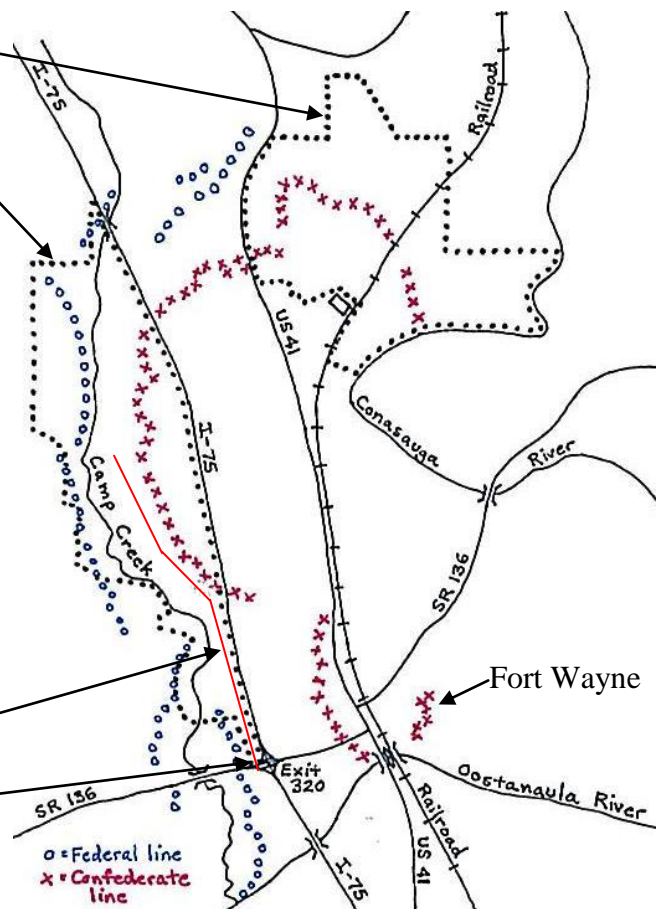 I-75
Railroad
US 41
I-75
Conasauga
River
Camp Creek
SR 136
Fort Wayne
Exit
320
Oostanaula River
SR 136
Railroad
US 41
I-75
o = Federal line
x = Confederate
line